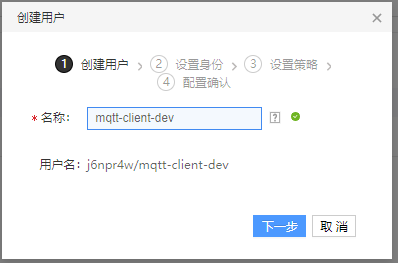 创建用户
1 创建用户 2 设置身份 3 设置策略
4 配置确认
* 名称： mqtt-client-dev ?
用户名：j6npr4w/mqtt-client-dev
下一步 取 消